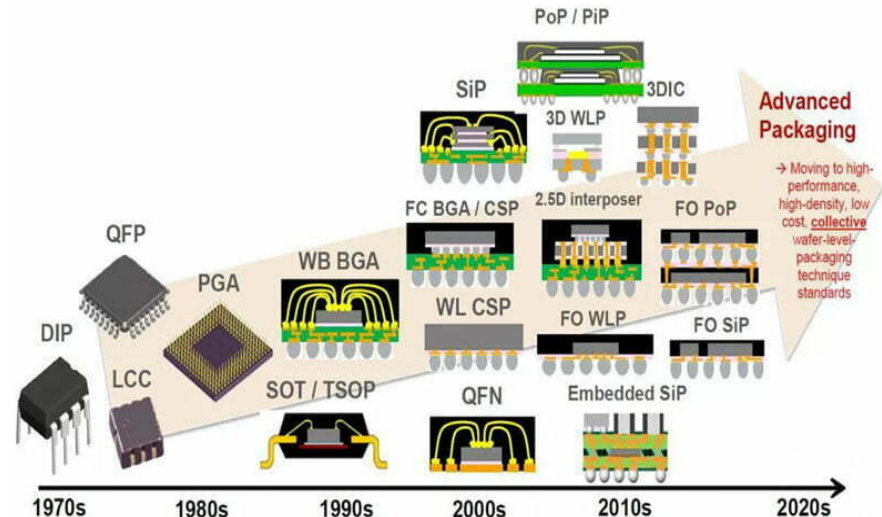 PoP / PiP
SiP
3DIC
3D WLP
Advanced
Packaging
→ Moving to high-
performance,
high-density, low
cost, collective
wafer-level-
packaging
technique
standards
QFP
FC BGA / CSP
2.5D interposer
FO PoP
PGA
WB BGA
DIP
LCC
WL CSP
FO WLP
FO SiP
SOT / TSOP
QFN
Embedded SiP
1970s
1980s
1990s
2000s
2010s
2020s